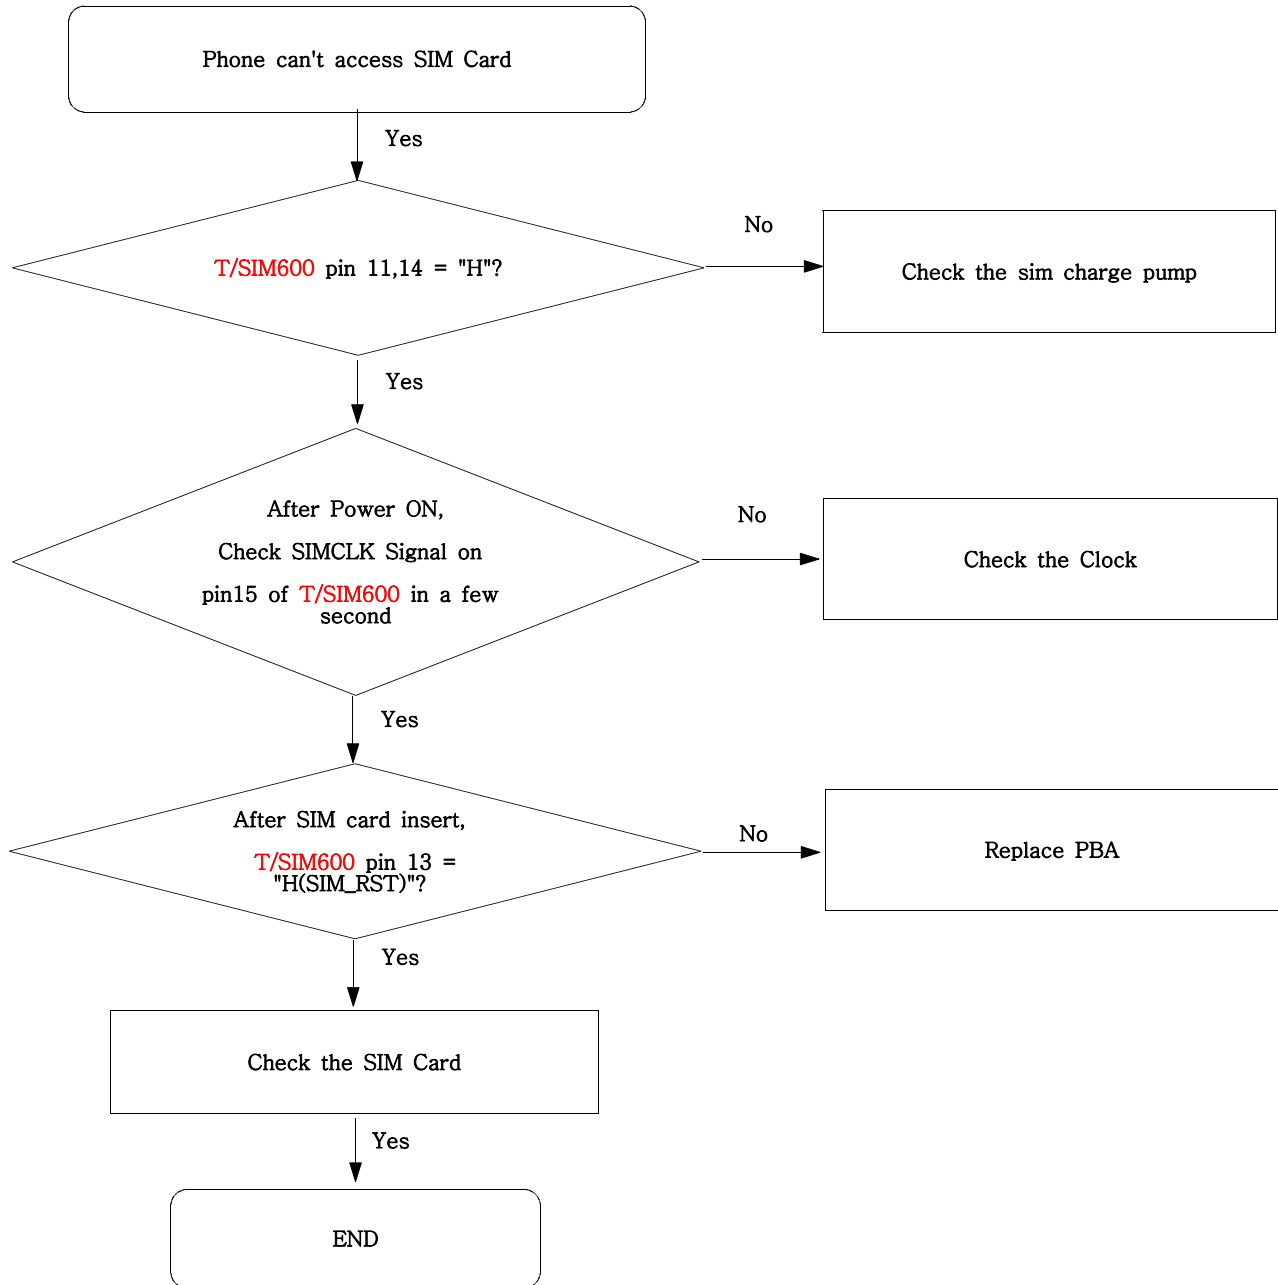 Phone can't access SIM Card
Yes
T/SIM600 pin 11,14 = "H"?
No
Check the sim charge pump
Yes
After Power ON,
Check SIMCLK Signal on
pin15 of T/SIM600 in a few
second
No
Check the Clock
Yes
After SIM card insert,
T/SIM600 pin 13 =
"H(SIM_RST)"?
No
Replace PBA
Yes
Check the SIM Card
Yes
END